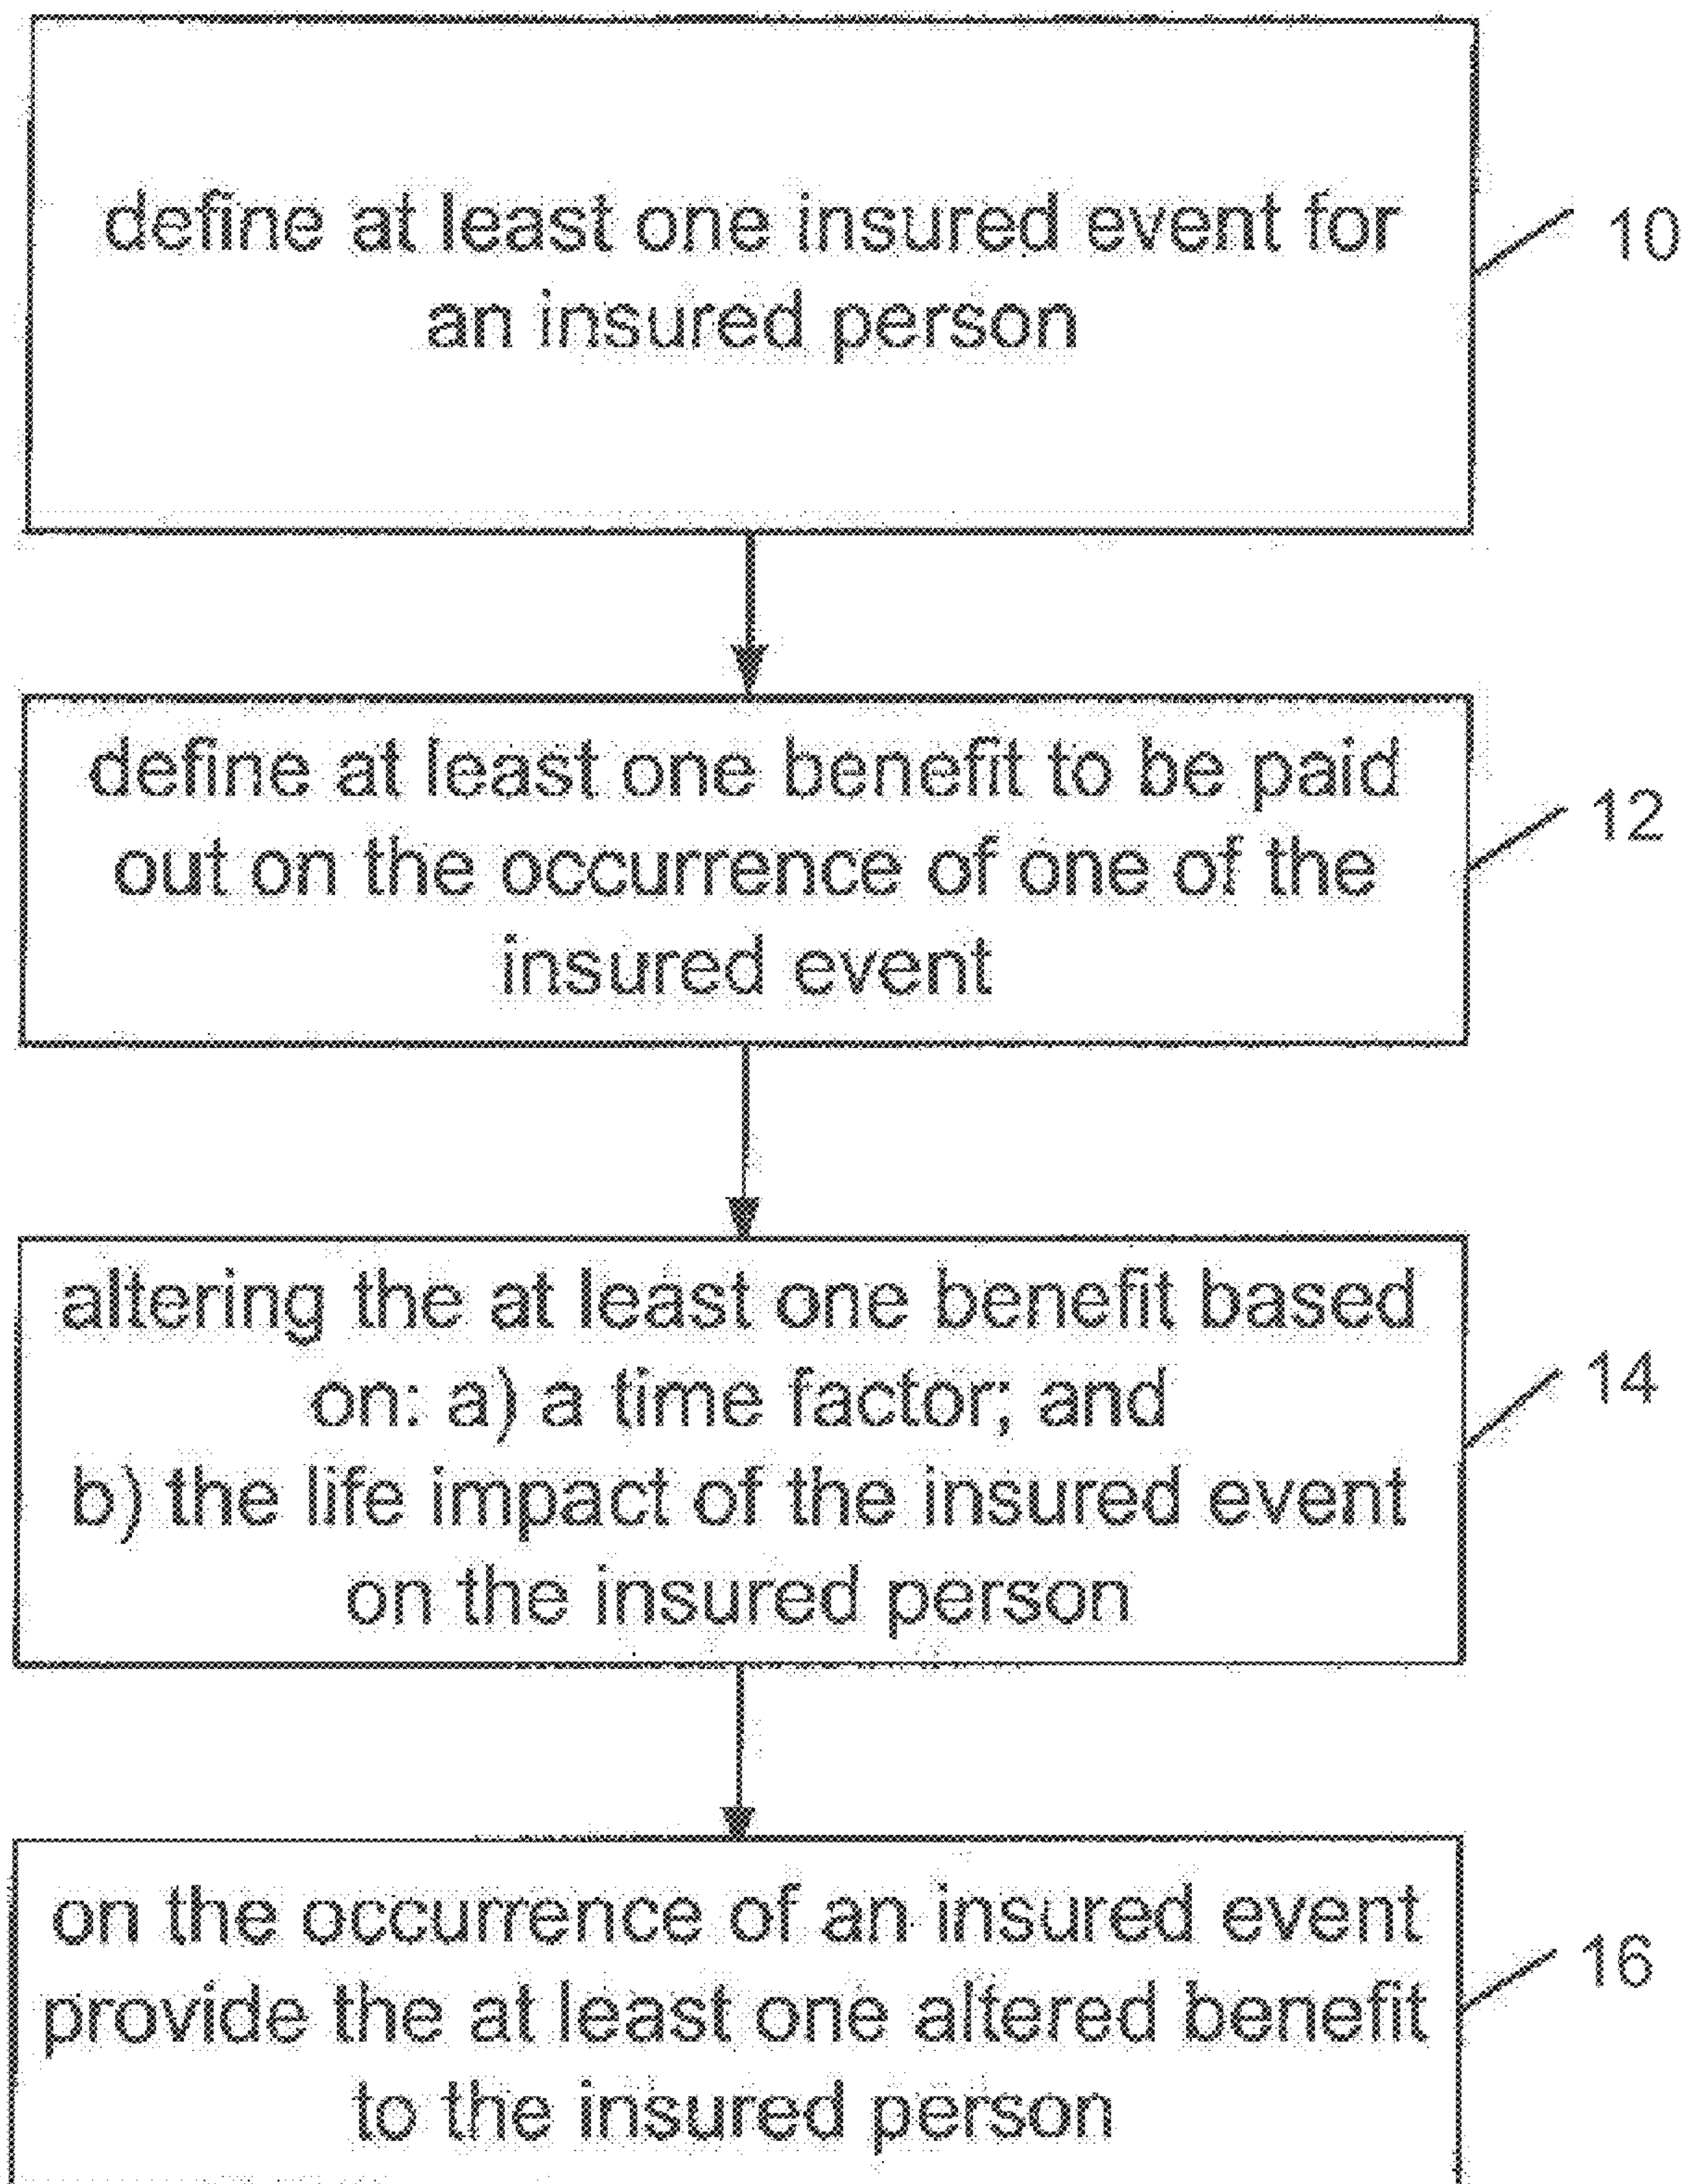 define at least one insured event for
an insured person
10
define at least one benefit to be paid
out on the occurrence of one of the
insured event
12
altering the at least one benefit based
on: a) a time factor; and
b) the life impact of the insured event
on the insured person
14
on the occurrence of an insured event
provide the at least one altered benefit
to the insured person
16